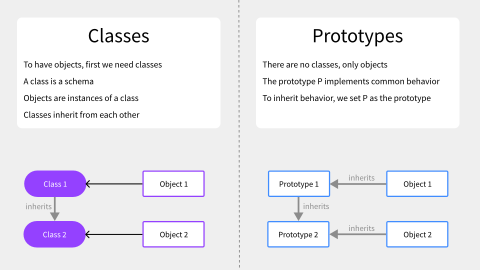 Classes
To have objects, first we need classes
A class is a schema
Objects are instances of a class
Classes inherit from each other
Class 1
Object 1
inherits
Class 2
Object 2
Prototypes
There are no classes, only objects
The prototype P implements common behavior
To inherit behavior, we set P as the prototype
Prototype 1
inherits
Object 1
inherits
Prototype 2
inherits
Object 2